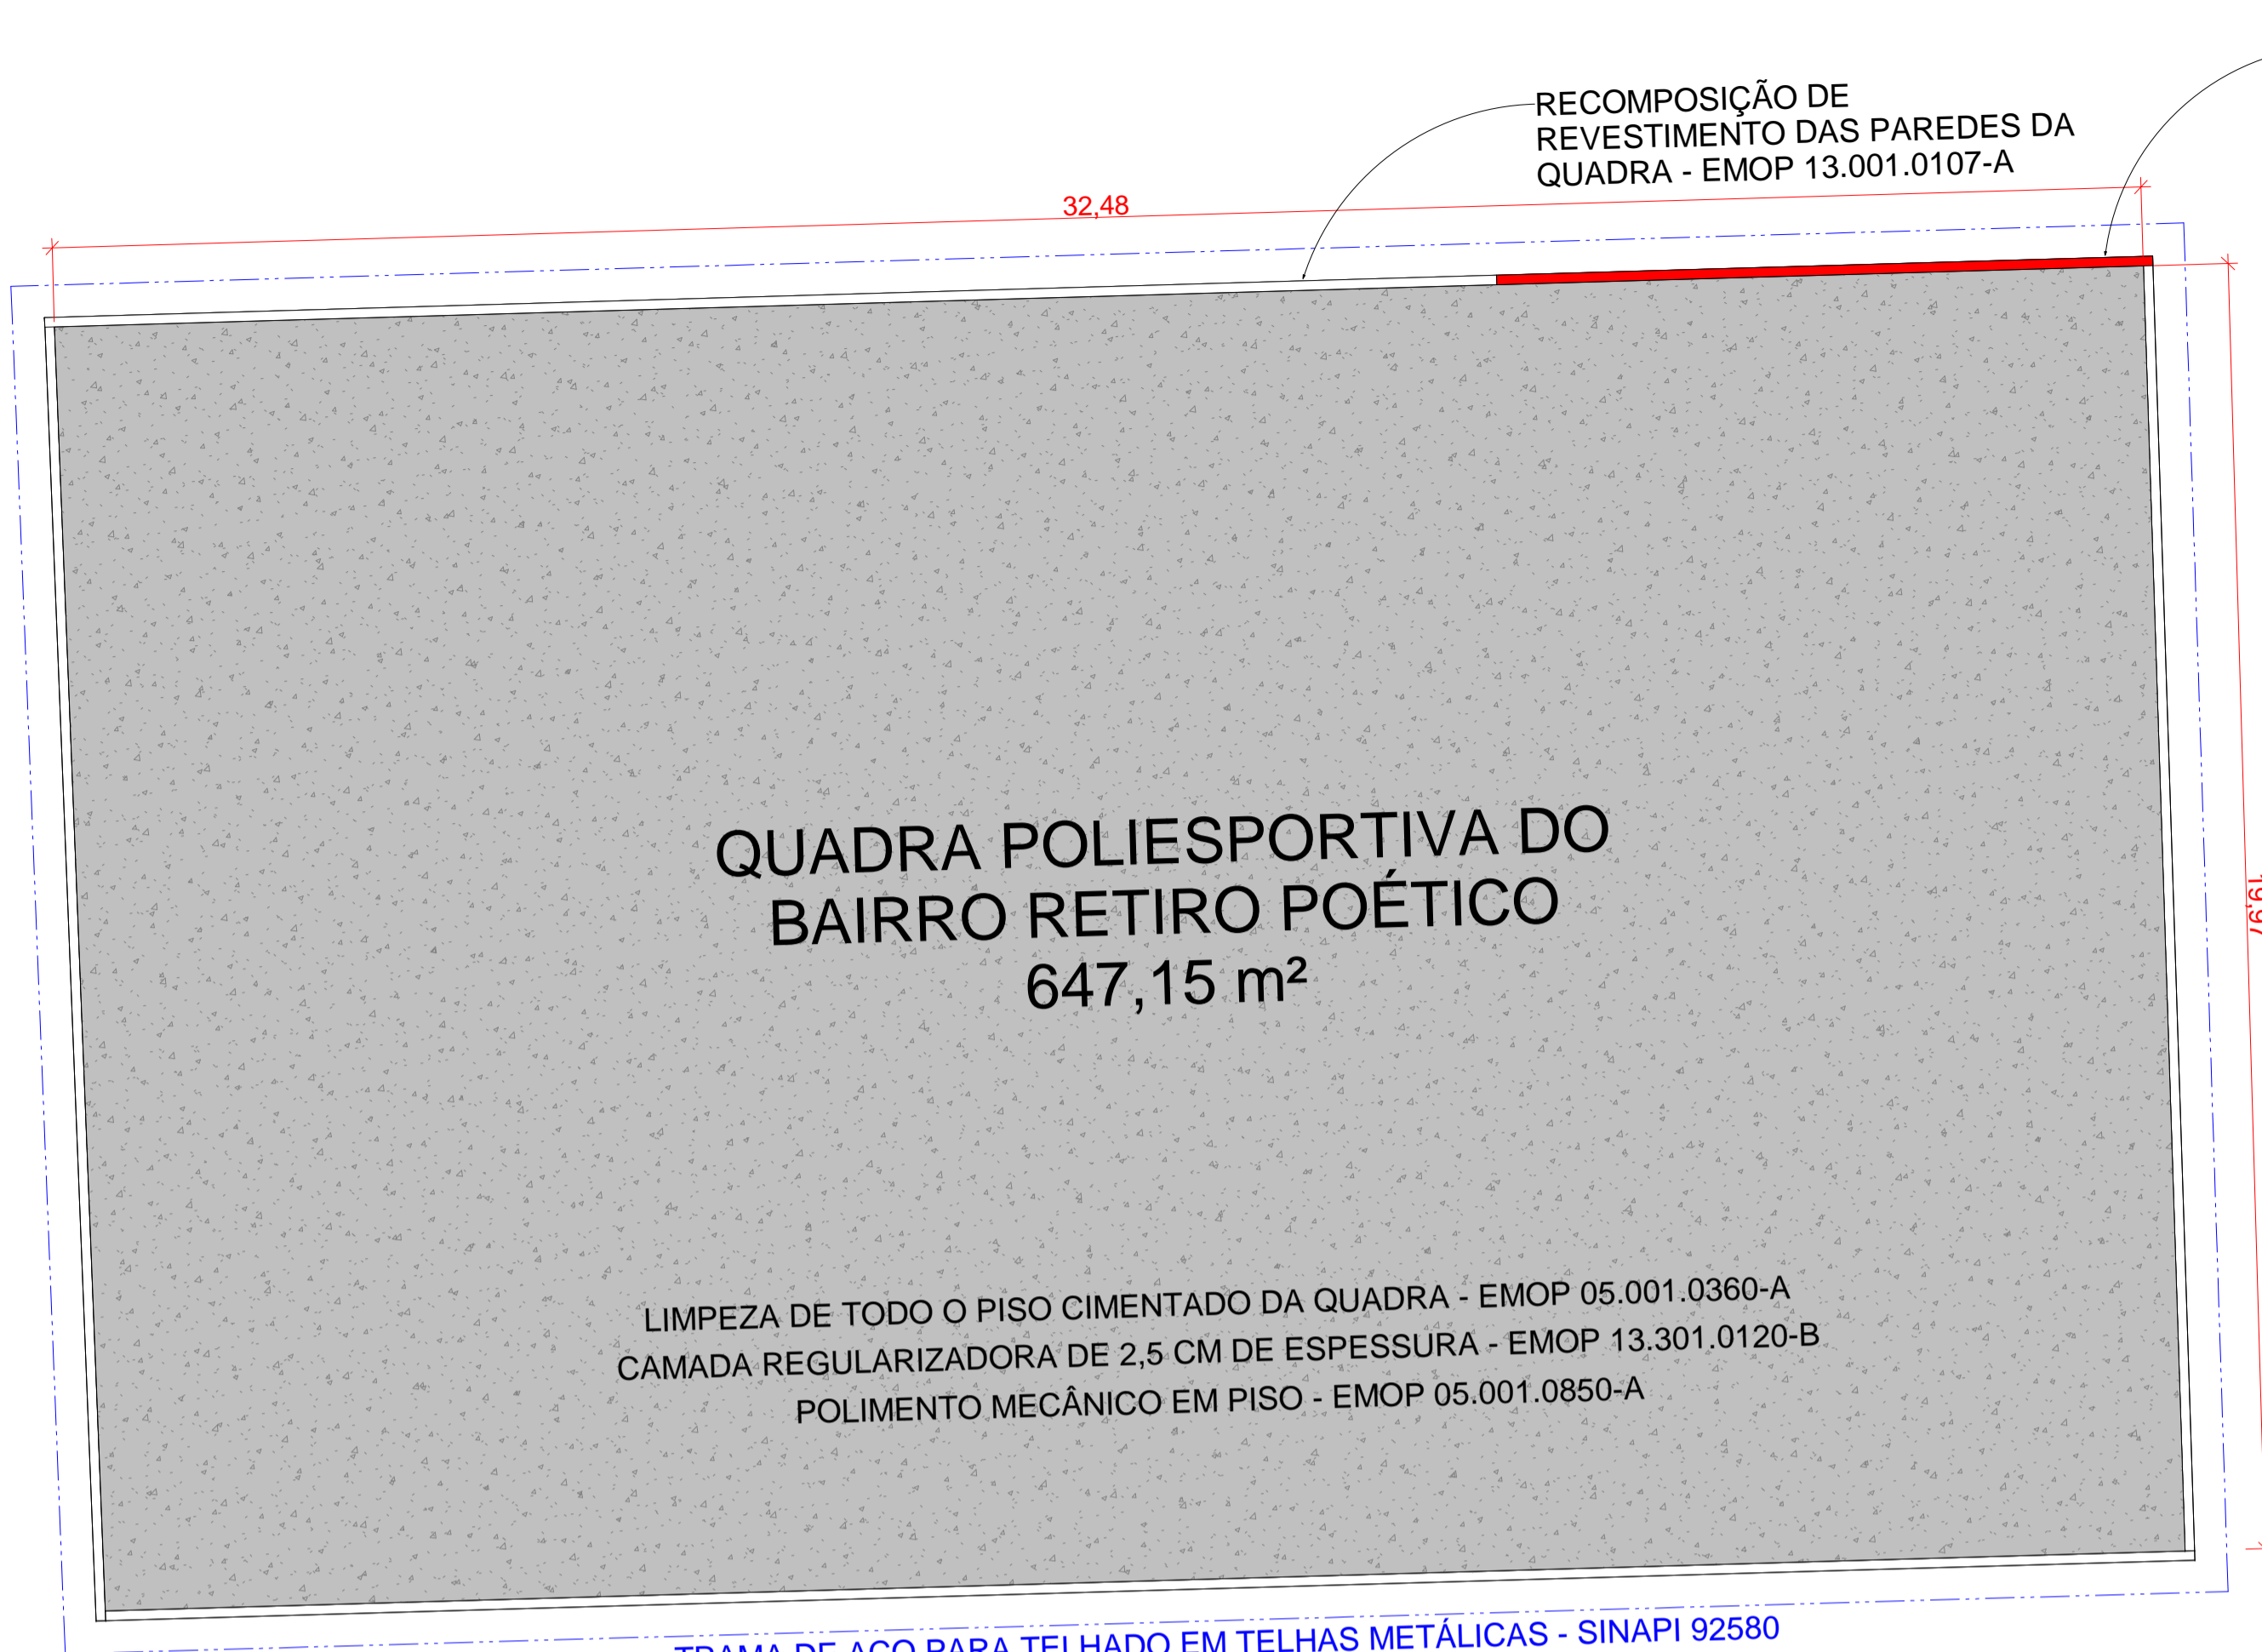 RECOMPOSIÇÃO DE
REVESTIMENTO DAS PAREDES DA
QUADRA - EMOP 13.001.0107-A
32,48
19,97
QUADRA POLIESPORTIVA DO
BAIRRO RETIRO POÉTICO
647,15 m²
LIMPEZA DE TODO O PISO CIMENTADO DA QUADRA - EMOP 05.001.0360-A
CAMADA REGULARIZADORA DE 2,5 CM DE ESPESSURA - EMOP 13.301.0120-B
POLIMENTO MECÂNICO EM PISO - EMOP 05.001.0850-A
TRAMA DE AÇO PARA TELHADO EM TELHAS METÁLICAS - SINAPI 92580